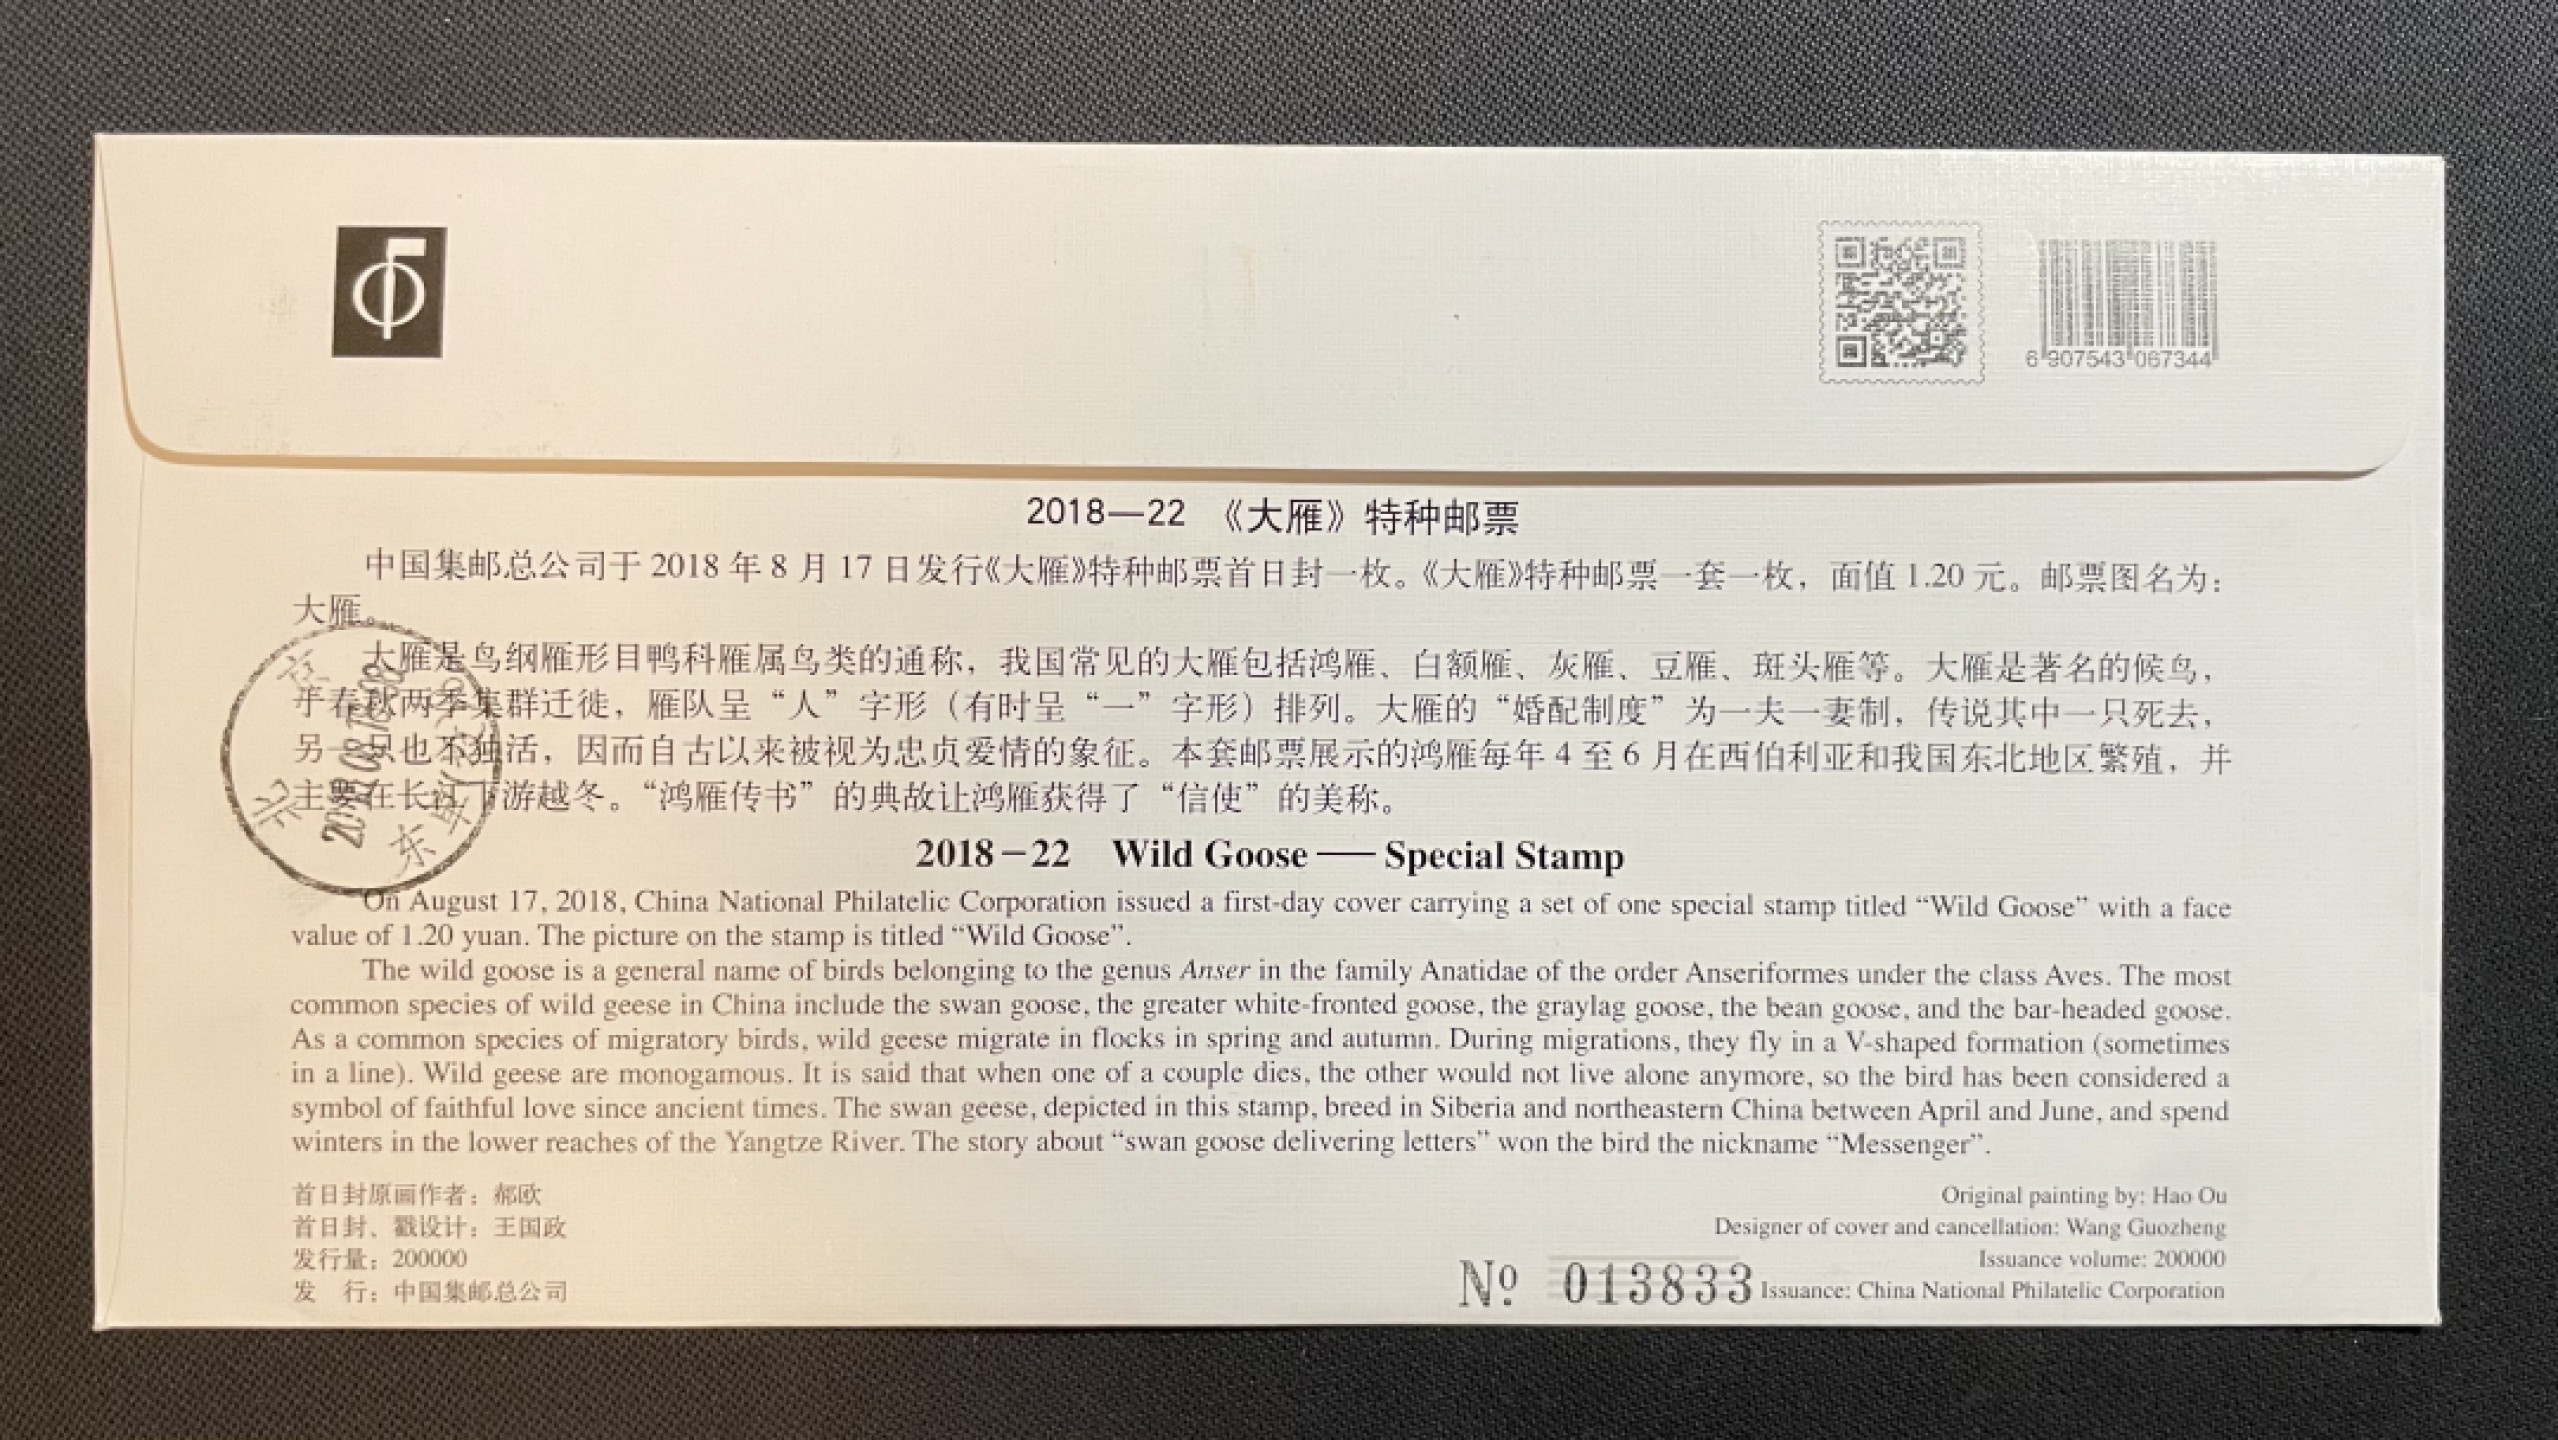 6 907543 067344
2018—22 《大雁》特种邮票
中国集邮总公司于 2018 年 8 月 17 日发行《大雁》特种邮票首日封一枚。《大雁》特种邮票一套一枚，面值 1.20 元。邮票图名为：
大雁。
大雁是鸟纲雁形目鸭科雁属鸟类的通称，我国常见的大雁包括鸿雁、白额雁、灰雁、豆雁、斑头雁等。大雁是著名的候鸟，
于春秋两季集群迁徙，雁队呈“人”字形（有时呈“一”字形）排列。大雁的“婚配制度”为一夫一妻制，传说其中一只死去，
另一只也不独活，因而自古以来被视为忠贞爱情的象征。本套邮票展示的鸿雁每年 4 至 6 月在西伯利亚和我国东北地区繁殖，并
主要在长江下游越冬。“鸿雁传书”的典故让鸿雁获得了“信使”的美称。
北京
2018.08.17
东单
2018－22 Wild Goose —— Special Stamp
On August 17, 2018, China National Philatelic Corporation issued a first-day cover carrying a set of one special stamp titled “Wild Goose” with a face
value of 1.20 yuan. The picture on the stamp is titled “Wild Goose”.
The wild goose is a general name of birds belonging to the genus Anser in the family Anatidae of the order Anseriformes under the class Aves. The most
common species of wild geese in China include the swan goose, the greater white-fronted goose, the graylag goose, the bean goose, and the bar-headed goose.
As a common species of migratory birds, wild geese migrate in flocks in spring and autumn. During migrations, they fly in a V-shaped formation (sometimes
in a line). Wild geese are monogamous. It is said that when one of a couple dies, the other would not live alone anymore, so the bird has been considered a
symbol of faithful love since ancient times. The swan geese, depicted in this stamp, breed in Siberia and northeastern China between April and June, and spend
winters in the lower reaches of the Yangtze River. The story about “swan goose delivering letters” won the bird the nickname “Messenger”.
首日封原画作者：郝欧
首日封、戳设计：王国政
发行量：200000
发 行：中国集邮总公司
Original painting by: Hao Ou
Designer of cover and cancellation: Wang Guozheng
Issuance volume: 200000
Nº 013833 Issuance: China National Philatelic Corporation